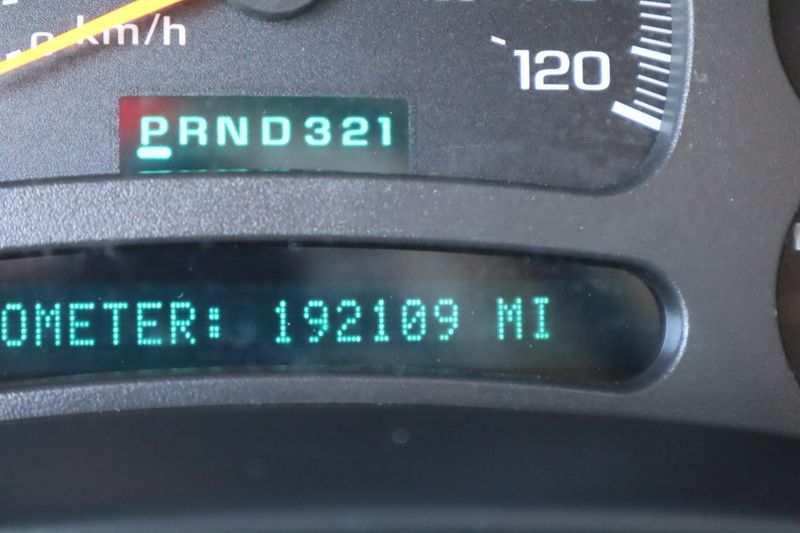 km/h
120
PRND321
OMETER: 192109 MI